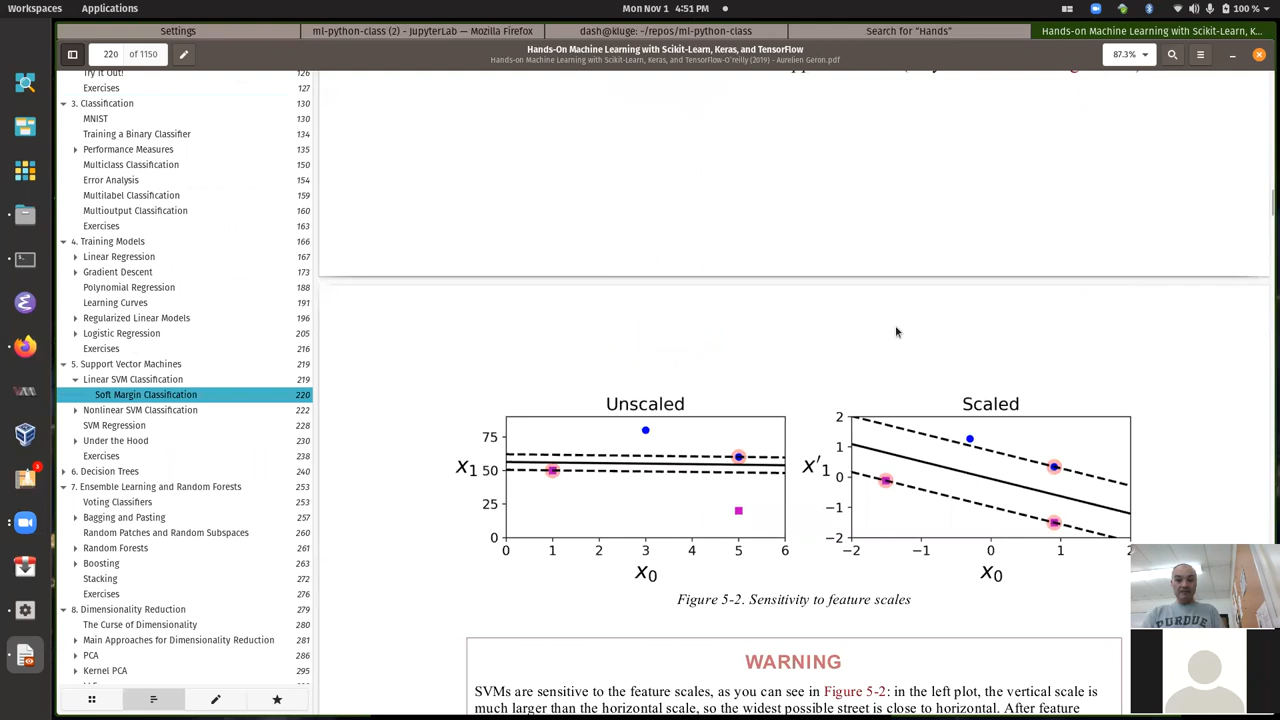 Workspaces Applications Mon Nov 1 4:51 PM 100 %
Settings ml-python-class (2) - JupyterLab — Mozilla Firefox dash@kluge: ~/repos/ml-python-class Search for "Hands" Hands-On Machine Learning with Scikit-Learn, K…
220 of 1150 Hands-On Machine Learning with Scikit-Learn, Keras, and TensorFlow 87.3%
Hands-on Machine Learning with Scikit-Learn, Keras, and TensorFlow-O'reilly (2019) - Aurelien Geron.pdf
Try It Out! 126
Exercises 127
3. Classification 130
MNIST 130
Training a Binary Classifier 134
Performance Measures 135
Multiclass Classification 150
Error Analysis 154
Multilabel Classification 159
Multioutput Classification 160
Exercises 163
4. Training Models 166
Linear Regression 167
Gradient Descent 173
Polynomial Regression 188
Learning Curves 191
Regularized Linear Models 196
Logistic Regression 205
Exercises 216
5. Support Vector Machines 219
Linear SVM Classification 219
Soft Margin Classification 220
Nonlinear SVM Classification 222
SVM Regression 228
Under the Hood 230
Exercises 238
6. Decision Trees 240
7. Ensemble Learning and Random Forests 253
Voting Classifiers 256
Bagging and Pasting 257
Random Patches and Random Subspaces 260
Random Forests 261
Boosting 263
Stacking 272
Exercises 276
8. Dimensionality Reduction 279
The Curse of Dimensionality 280
Main Approaches for Dimensionality Reduction 281
PCA 286
Kernel PCA 295
Unscaled
75
x1 50
25
0
0 1 2 3 4 5 6
x0
Scaled
2
1
x'1 0
−1
−2
−2 −1 0 1 2
x0
Figure 5-2. Sensitivity to feature scales
WARNING
SVMs are sensitive to the feature scales, as you can see in Figure 5-2: in the left plot, the vertical scale is
much larger than the horizontal scale, so the widest possible street is close to horizontal. After feature
PURDUE